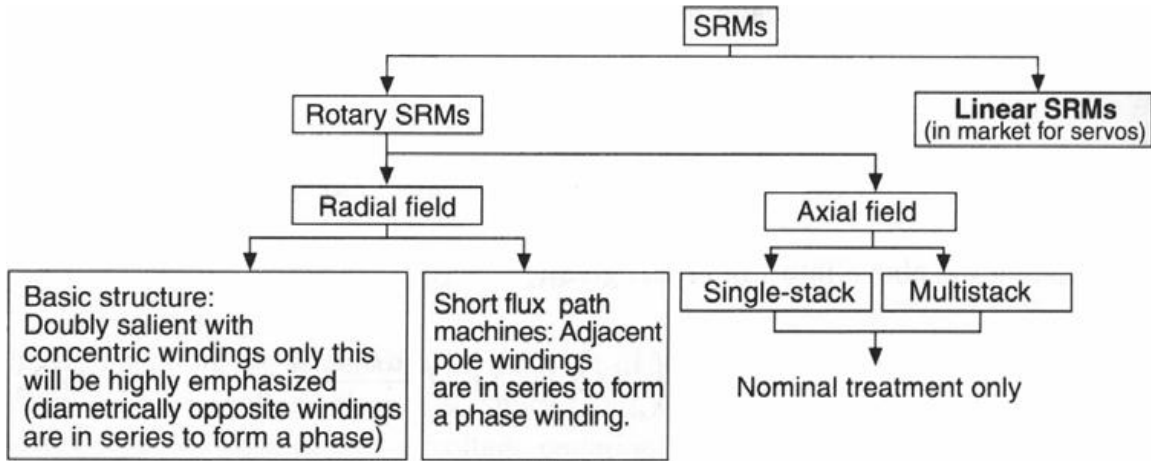 SRMs
Rotary SRMs
Linear SRMs
(in market for servos)
Radial field
Axial field
Basic structure:
Doubly salient with
concentric windings only this
will be highly emphasized
(diametrically opposite windings
are in series to form a phase)
Short flux path
machines: Adjacent
pole windings
are in series to form
a phase winding.
Single-stack
Multistack
Nominal treatment only